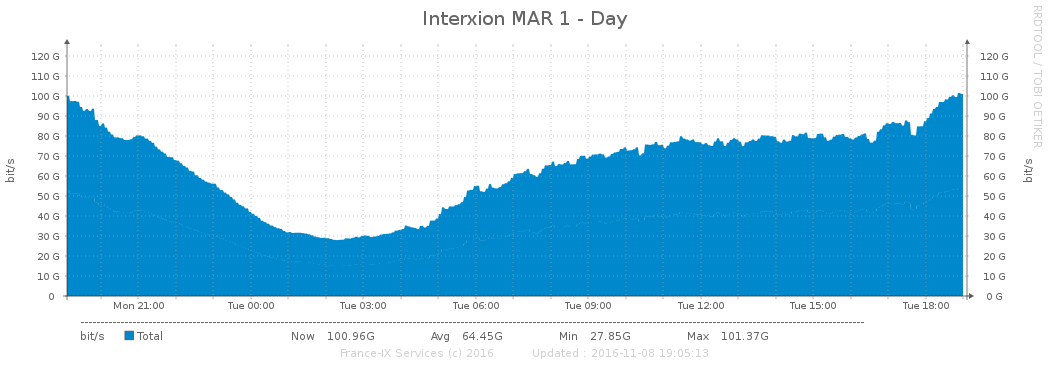 Interxion MAR 1 - Day
RRDTOOL / TOBI OETIKER
bit/s
120 G 120 G
110 G 110 G
100 G 100 G
90 G 90 G
80 G 80 G
70 G 70 G
60 G 60 G
50 G 50 G
40 G 40 G
30 G 30 G
20 G 20 G
10 G 10 G
0 0 G
bit/s
Mon 21:00 Tue 00:00 Tue 03:00 Tue 06:00 Tue 09:00 Tue 12:00 Tue 15:00 Tue 18:00
bit/s Total Now 100.96G Avg 64.45G Min 27.85G Max 101.37G
France-IX Services (c) 2016 Updated : 2016-11-08 19:05:13